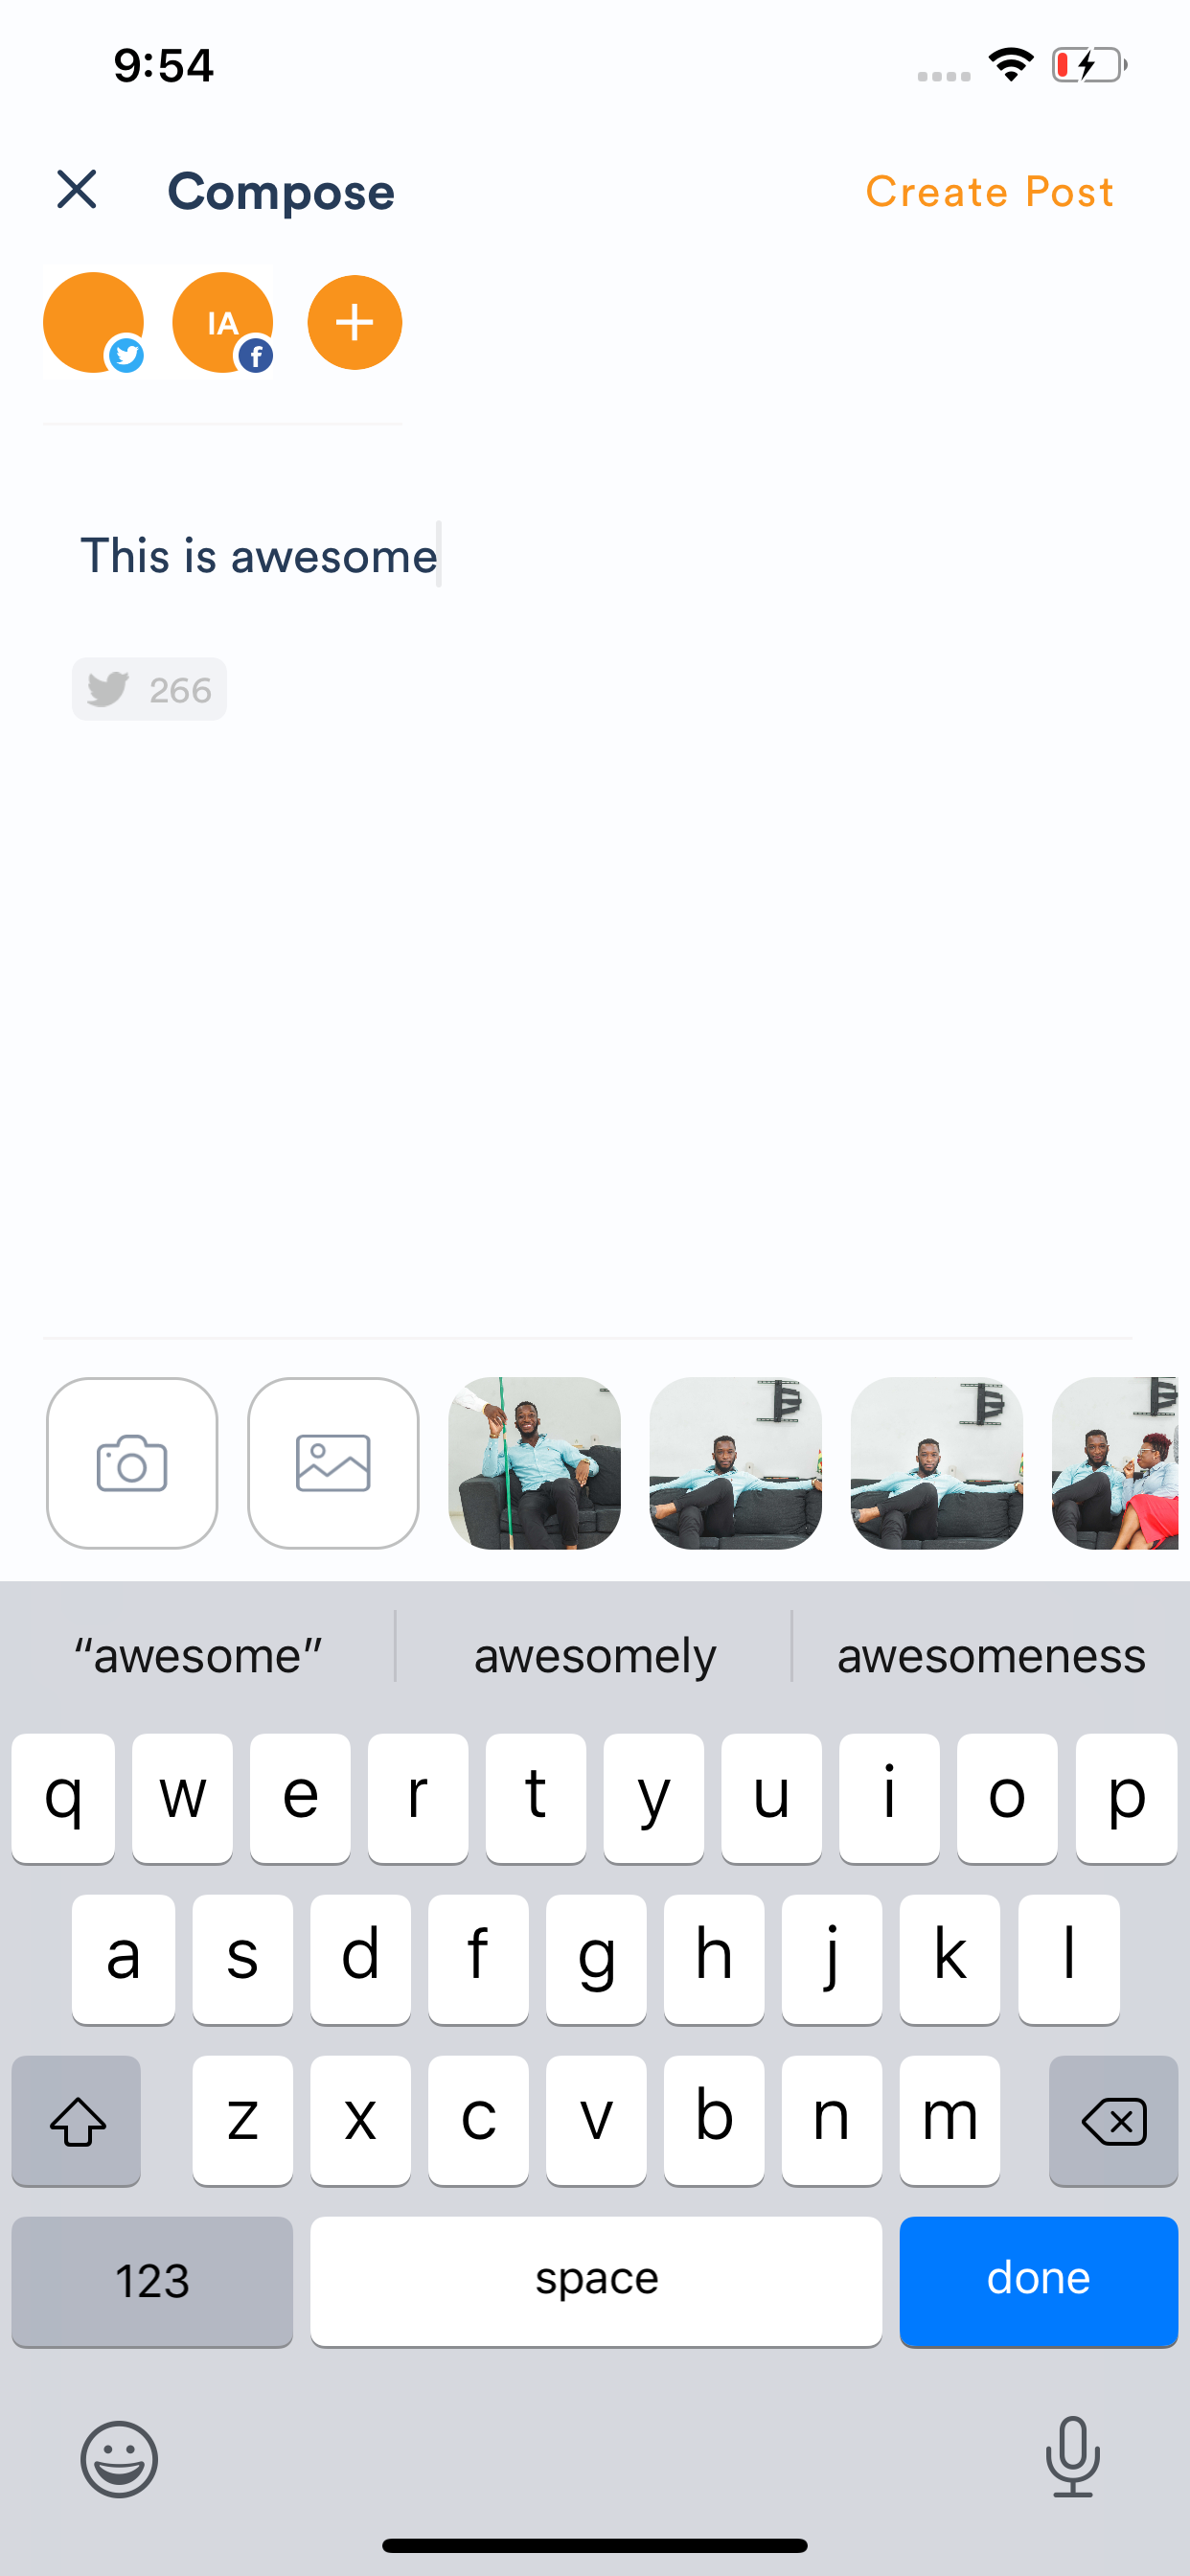 9:54
Compose
Create Post
IA
This is awesome
266
“awesome”
awesomely
awesomeness
q w e r t y u i o p
a s d f g h j k l
z x c v b n m
123
space
done